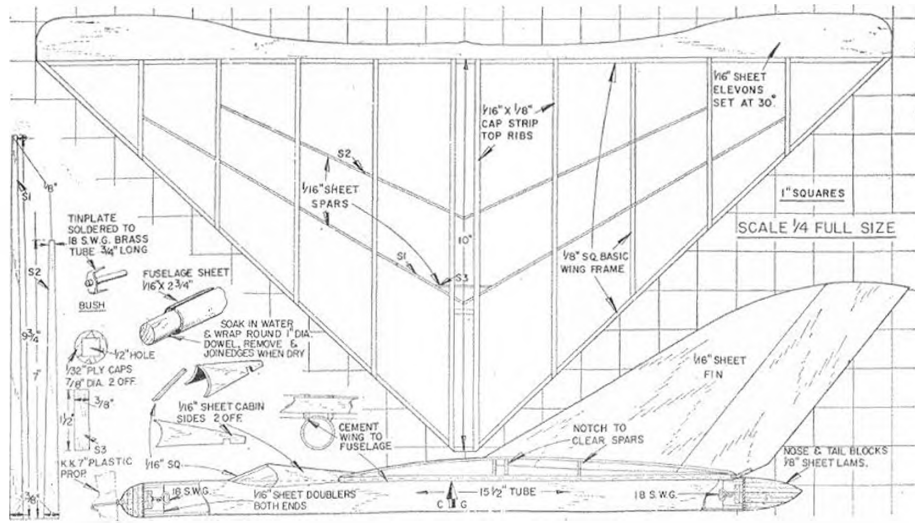 1/16" SHEET
ELEVONS
SET AT 30°
1/16" X 1/8"
CAP STRIP
TOP RIBS
S2
1/16" SHEET
SPARS
1" SQUARES
SCALE 1/4 FULL SIZE
10"
S1
S3
1/8" SQ. BASIC
WING FRAME
S1
1/8"
TINPLATE
SOLDERED TO
18 S.W.G. BRASS
TUBE 3/4" LONG
S2
BUSH
FUSELAGE SHEET
1/16" X 2 3/4"
SOAK IN WATER
& WRAP ROUND 1" DIA.
DOWEL, REMOVE &
JOIN EDGES WHEN DRY
9 3/4"
7"
1/2" HOLE
1/32" PLY CAPS
7/8" DIA. 2 OFF.
3/8"
1 1/2"
S3
1/16" SHEET CABIN
SIDES 2 OFF.
CEMENT
WING TO
FUSELAGE
1/16" SHEET
FIN
NOTCH TO
CLEAR SPARS
NOSE & TAIL BLOCKS
1/8" SHEET LAMS.
K.K. 7" PLASTIC
PROP.
1/16" SQ.
3/8"
18 S.W.G.
1/16" SHEET DOUBLERS
BOTH ENDS
C G
15 1/2" TUBE
18 S.W.G.